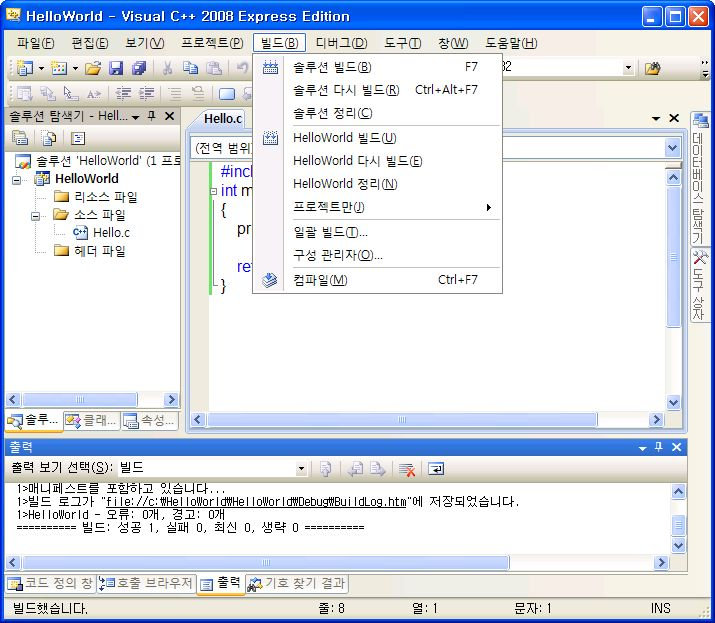 HelloWorld - Visual C++ 2008 Express Edition
파일(F) 편집(E) 보기(V) 프로젝트(P) 빌드(B) 디버그(D) 도구(T) 창(W) 도움말(H)
솔루션 빌드(B) F7
솔루션 다시 빌드(R) Ctrl+Alt+F7
솔루션 정리(C)
HelloWorld 빌드(U)
HelloWorld 다시 빌드(E)
HelloWorld 정리(N)
프로젝트만(J)
일괄 빌드(T)...
구성 관리자(O)...
컴파일(M) Ctrl+F7
솔루션 탐색기 - Hell...
솔루션 'HelloWorld' (1 프로
HelloWorld
리소스 파일
소스 파일
Hello.c
헤더 파일
솔루... 클래... 속성...
Hello.c
(전역 범위
#incl
int m
{
pr
ret
}
데이터베이스 탐색기
도구 상자
출력
출력 보기 선택(S): 빌드
1>매니페스트를 포함하고 있습니다...
1>빌드 로그가 "file://c:₩HelloWorld₩HelloWorld₩Debug₩BuildLog.htm"에 저장되었습니다.
1>HelloWorld - 오류: 0개, 경고: 0개
========== 빌드: 성공 1, 실패 0, 최신 0, 생략 0 ==========
코드 정의 창 호출 브라우저 출력 기호 찾기 결과
빌드했습니다. 줄: 8 열: 1 문자: 1 INS